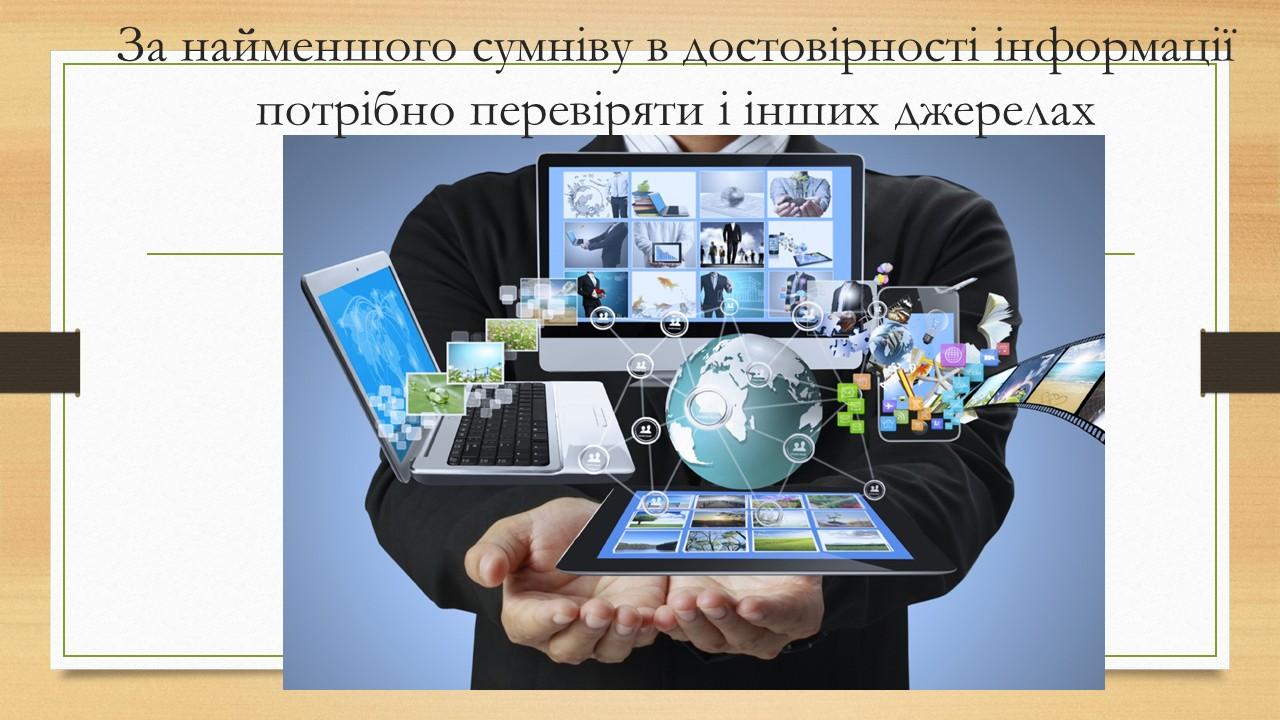 За найменшого сумніву в достовірності інформації
потрібно перевіряти і інших джерелах